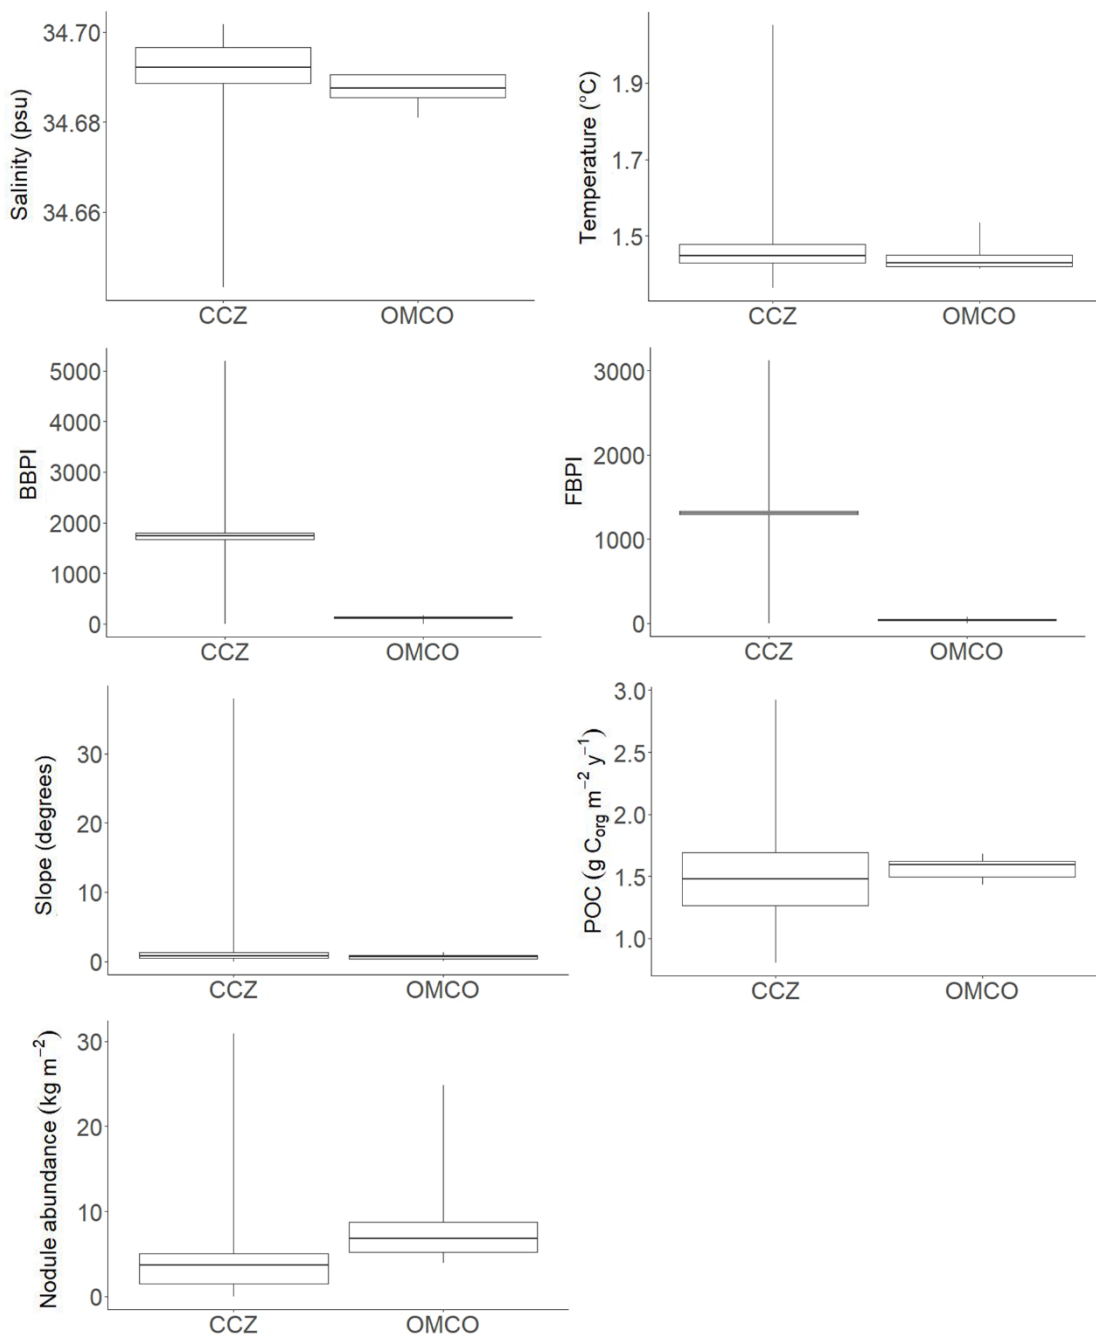 Salinity (psu)
34.70
34.68
34.66
CCZ OMCO
Temperature (°C)
1.9
1.7
1.5
CCZ OMCO
BBPI
5000
4000
3000
2000
1000
0
CCZ OMCO
FBPI
3000
2000
1000
0
CCZ OMCO
Slope (degrees)
30
20
10
0
CCZ OMCO
POC (g C_org m⁻² y⁻¹)
3.0
2.5
2.0
1.5
1.0
CCZ OMCO
Nodule abundance (kg m⁻²)
30
20
10
0
CCZ OMCO